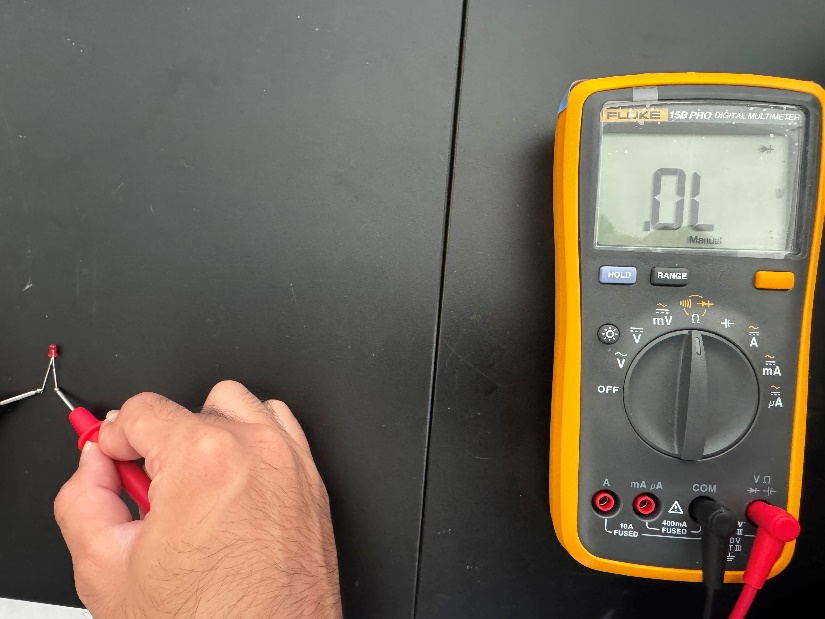 FLUKE 15B PRO DIGITAL MULTIMETER
.0L
Manual
HOLD
RANGE
mV
Ω
V
A
V
mA
OFF
μA
A
mA μA
COM
V Ω
10A
FUSED
400mA
FUSED